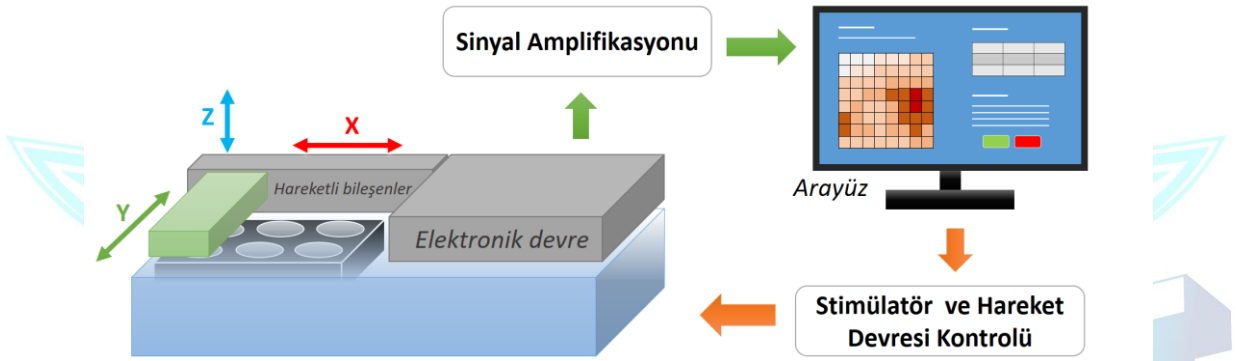 Sinyal Amplifikasyonu
Z
X
Y
Hareketli bileşenler
Elektronik devre
Arayüz
Stimülatör ve Hareket
Devresi Kontrolü